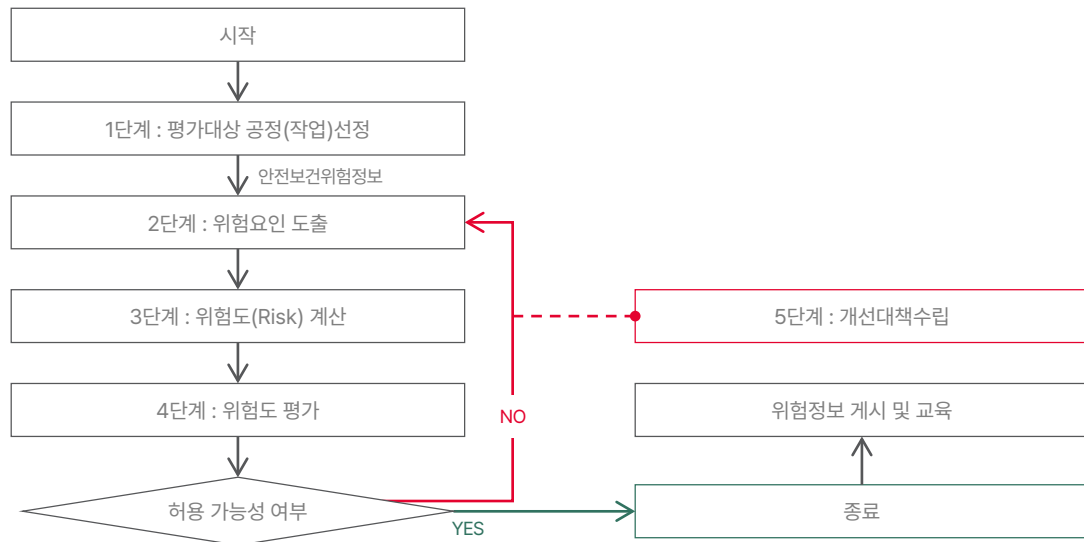 시작
1단계 : 평가대상 공정(작업)선정
안전보건위험정보
2단계 : 위험요인 도출
3단계 : 위험도(Risk) 계산
5단계 : 개선대책수립
4단계 : 위험도 평가
위험정보 게시 및 교육
NO
허용 가능성 여부
YES
종료